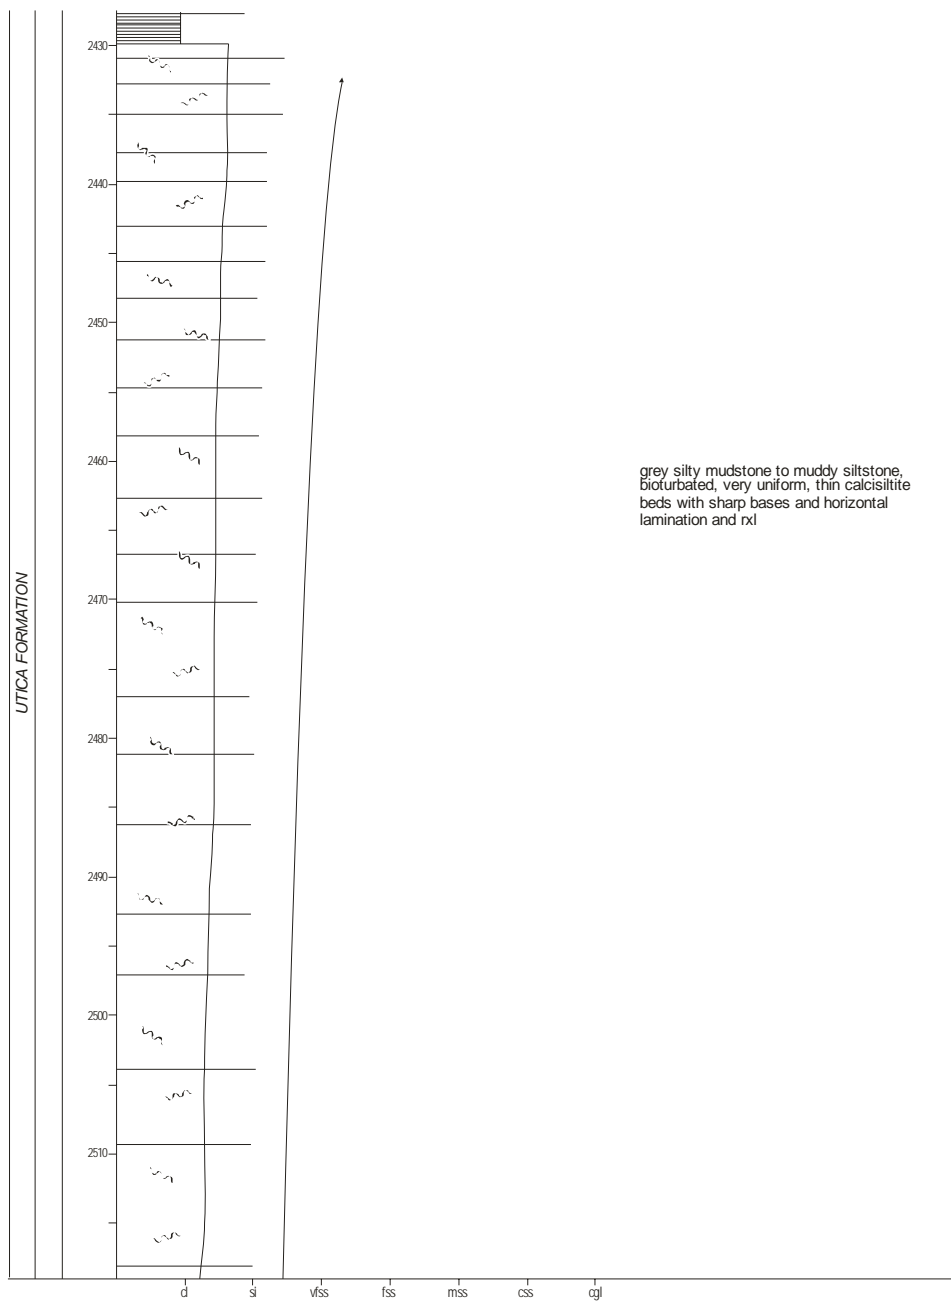 2430
2440
2450
2460
grey silty mudstone to muddy siltstone,
bioturbated, very uniform, thin calcisiltite
beds with sharp bases and horizontal
lamination and rxl
2470
UTICA FORMATION
2480
2490
2500
2510
cl si vfss fss mss css cgl